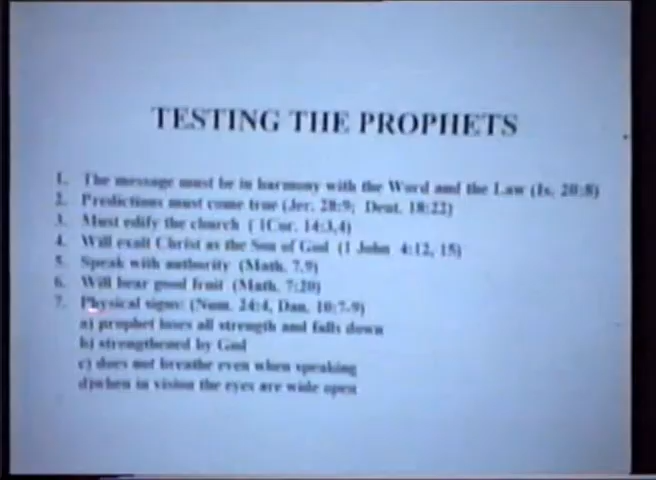 TESTING THE PROPHETS
1. The message must be in harmony with the Word and the Law (Is. 20:8)
2. Predictions must come true (Jer. 28:9; Deut. 18:22)
3. Must edify the church ( 1Cor. 14:3,4)
4. Will exalt Christ as the Son of God (1 John 4:12, 15)
5. Speak with authority (Math. 7,9)
6. Will bear good fruit (Math. 7:20)
7. Physical signs: (Num. 24:4, Dan. 10:7-9)
a) prophet loses all strength and falls down
b) strengthened by God
c) does not breathe even when speaking
d)when in vision the eyes are wide open